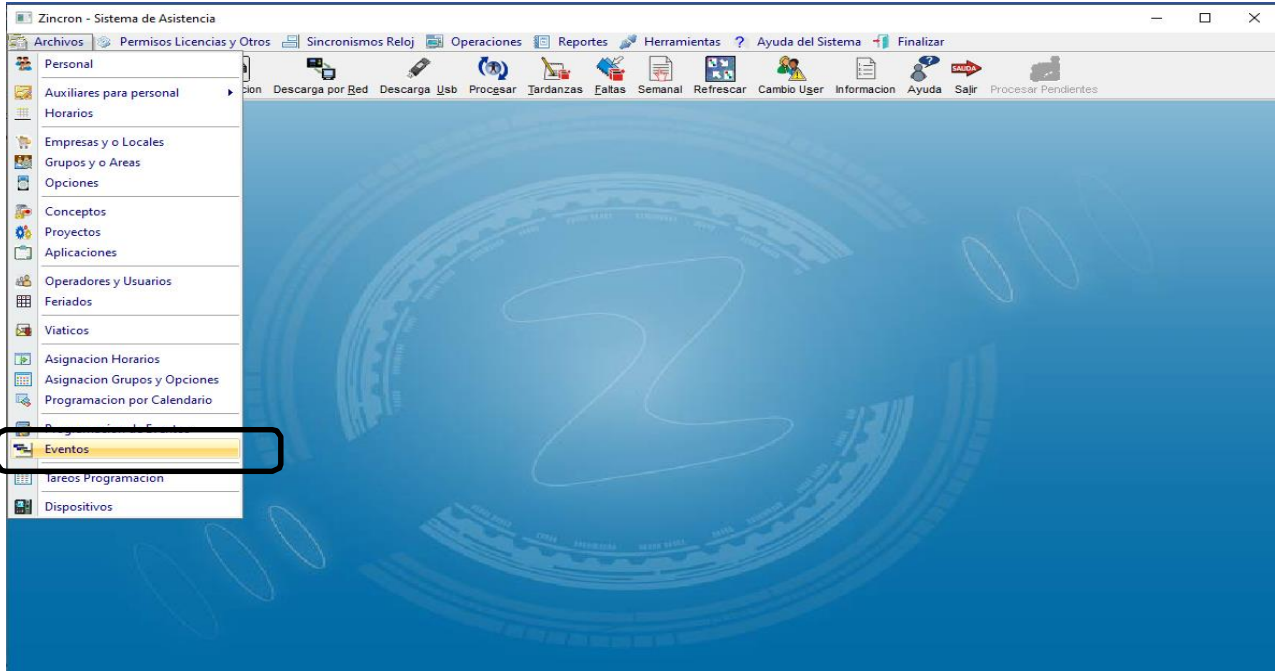 Zincron - Sistema de Asistencia
Archivos Permisos Licencias y Otros Sincronismos Reloj Operaciones Reportes Herramientas ? Ayuda del Sistema Finalizar
Descarga por Red Descarga Usb Procesar Tardanzas Faltas Semanal Refrescar Cambio User Informacion Ayuda Salir Procesar Pendientes
SALIDA
Personal
Auxiliares para personal
Horarios
Empresas y o Locales
Grupos y o Areas
Opciones
Conceptos
Proyectos
Aplicaciones
Operadores y Usuarios
Feriados
Viaticos
Asignacion Horarios
Asignacion Grupos y Opciones
Programacion por Calendario
Programacion de Eventos
Eventos
Tareos Programacion
Dispositivos